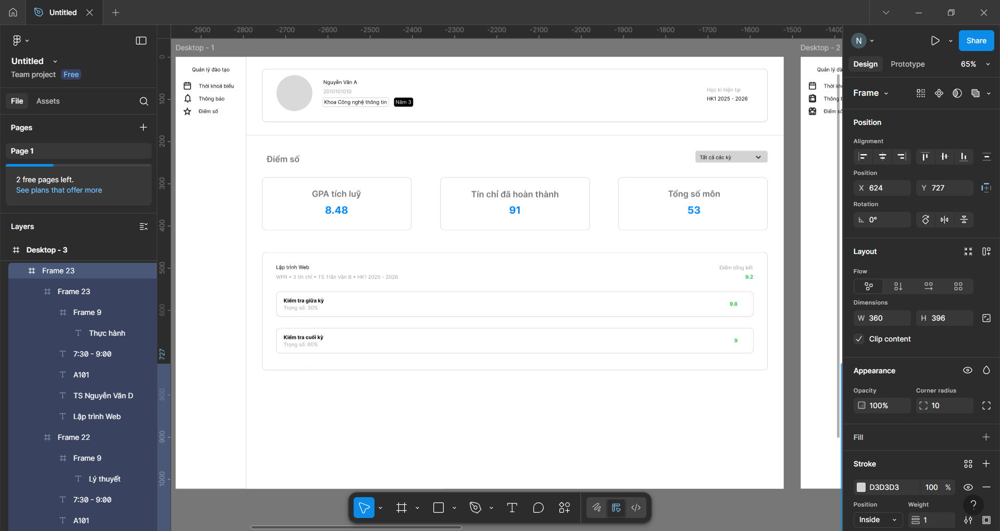 Untitled
Untitled
Team project Free
File Assets
Pages
Page 1
2 free pages left.
See plans that offer more
Layers
Desktop - 3
Frame 23
Frame 23
Frame 9
Thực hành
7:30 - 9:00
A101
TS Nguyễn Văn D
Lập trình Web
Frame 22
Frame 9
Lý thuyết
7:30 - 9:00
A101
-2900 -2800 -2700 -2600 -2500 -2400 -2300 -2200 -2100 -2000 -1900 -1800 -1700 -1600 -1500 -1400
0
100
200
300
400
500
600
727
800
900
1000
Desktop - 1
Quản lý đào tạo
Thời khoá biểu
Thông báo
Điểm số
Nguyễn Văn A
2010101010
Khoa Công nghệ thông tin Năm 3
Học kì hiện tại
HK1 2025 - 2026
Điểm số
Tất cả các kỳ
GPA tích luỹ
8.48
Tín chỉ đã hoàn thành
91
Tổng số môn
53
Lập trình Web
WPR • 3 tín chỉ • TS Trần Văn B • HK1 2025 - 2026
Điểm tổng kết
9.2
Kiểm tra giữa kỳ
Trọng số: 30%
9.8
Kiểm tra cuối kỳ
Trọng số: 60%
9
Desktop - 2
Quản lý
Thời
Thông
Điểm
N
Share
Design Prototype 65%
Frame
Position
Alignment
Position
X 624 Y 727
Rotation
0°
Layout
Flow
Dimensions
W 360 H 396
Clip content
Appearance
Opacity Corner radius
100% 10
Fill
Stroke
D3D3D3 100 %
Position Weight
Inside 1
?